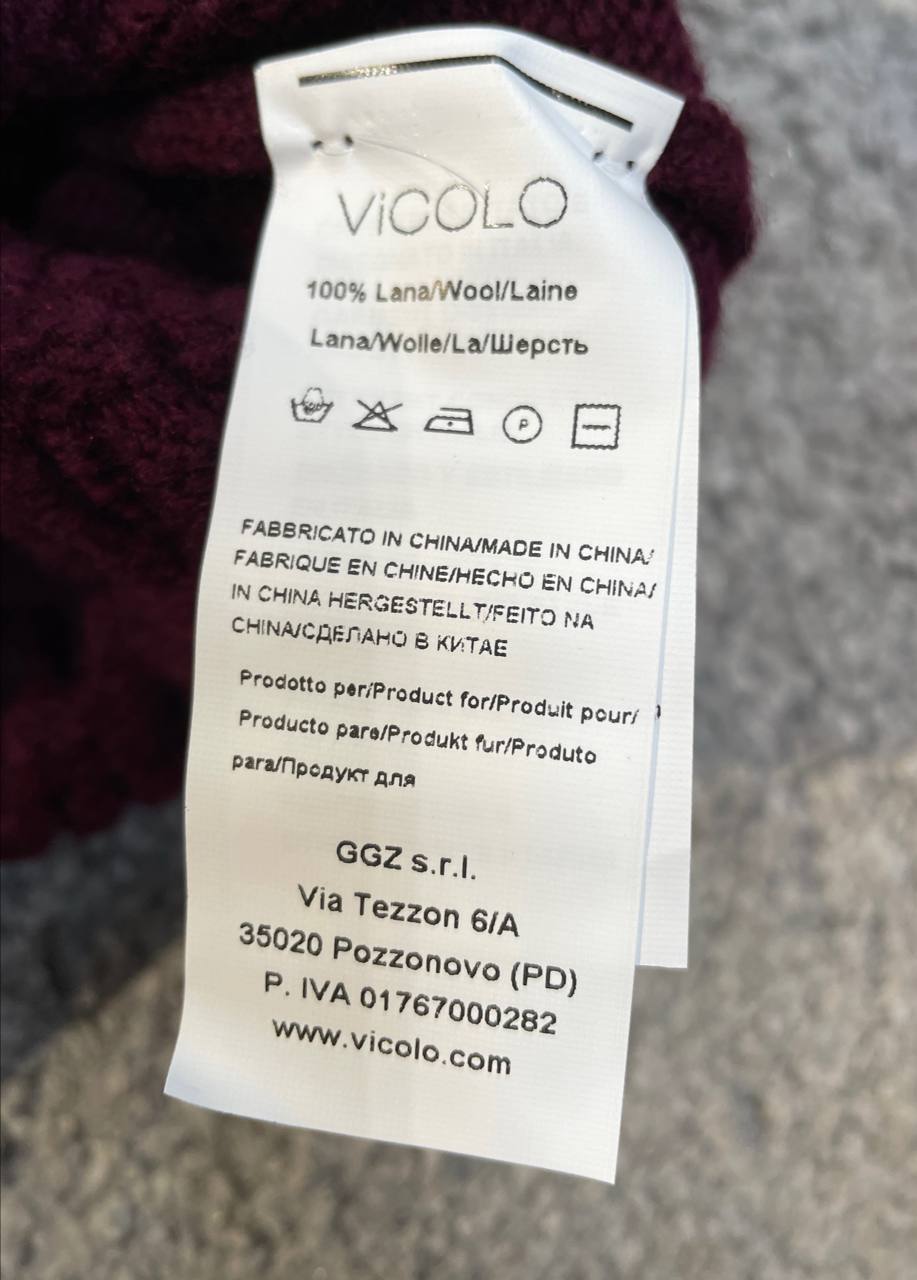 ViCOLO
100% Lana/Wool/Laine
Lana/Wolle/La/Шерсть
P
FABBRICATO IN CHINA/MADE IN CHINA/
FABRIQUE EN CHINE/HECHO EN CHINA/
IN CHINA HERGESTELLT/FEITO NA
CHINA/СДЕЛАНО В КИТАЕ
Prodotto per/Product for/Produit pour/
Producto para/Produkt fur/Produto
para/Продукт для
GGZ s.r.l.
Via Tezzon 6/A
35020 Pozzonovo (PD)
P. IVA 01767000282
www.vicolo.com